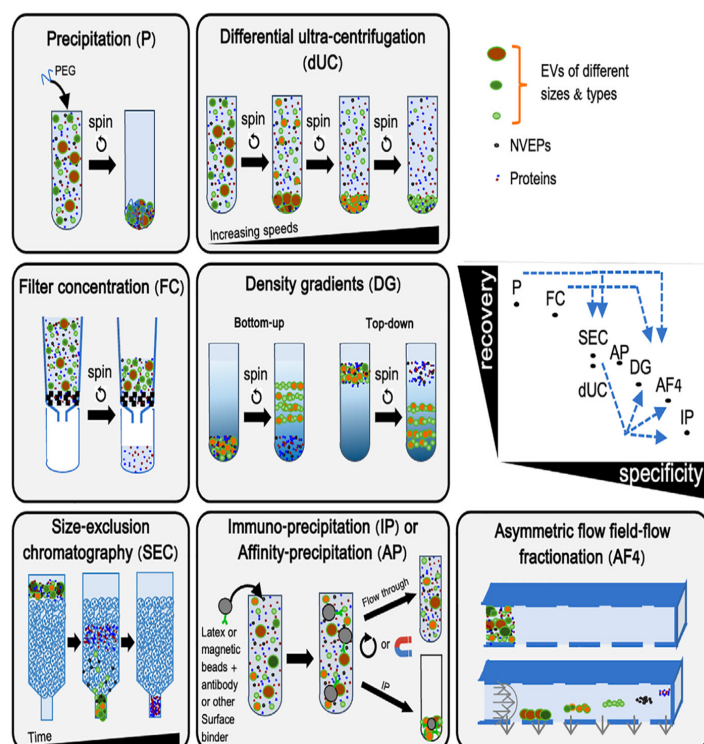 Precipitation (P)
PEG
spin
Differential ultra-centrifugation
(dUC)
spin
spin
spin
Increasing speeds
EVs of different
sizes & types
NVEPs
Proteins
Filter concentration (FC)
spin
Density gradients (DG)
Bottom-up
Top-down
spin
spin
recovery
P
FC
SEC
AP
dUC
DG
AF4
IP
specificity
Size-exclusion
chromatography (SEC)
Time
Immuno-precipitation (IP) or
Affinity-precipitation (AP)
Latex or
magnetic
beads +
antibody
or other
Surface
binder
Flow through
or
IP
Asymmetric flow field-flow
fractionation (AF4)